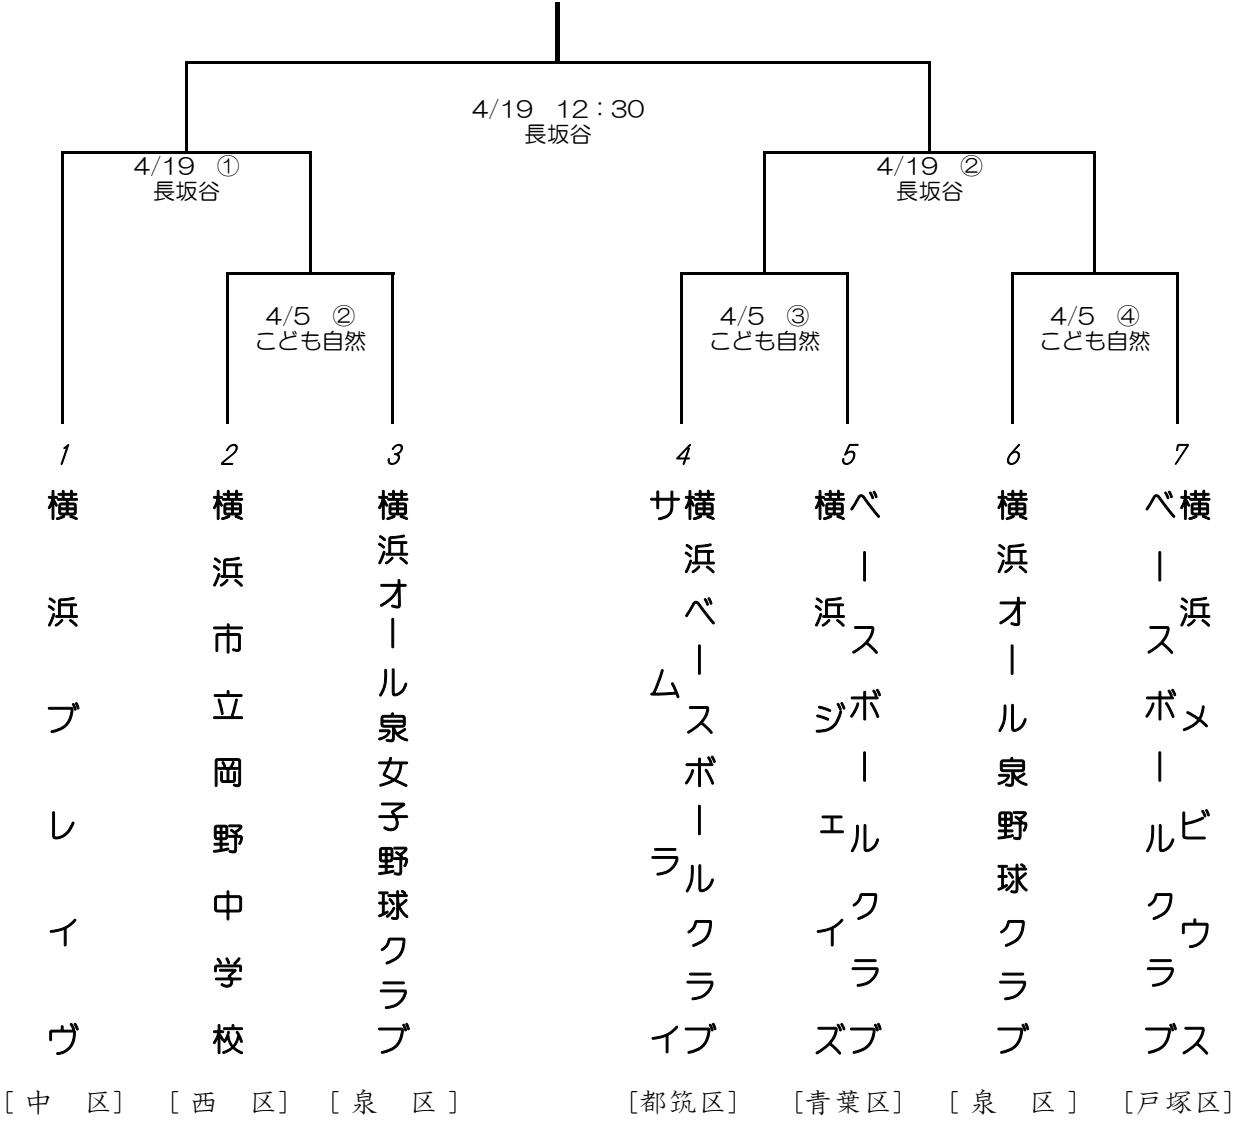 4/19 12：30
長坂谷
4/19 ①
長坂谷
4/19 ②
長坂谷
4/5 ②
こども自然
4/5 ③
こども自然
4/5 ④
こども自然
1
2
3
4
5
6
7
横浜ブレイヴ
横浜市立岡野中学校
横浜オール泉女子野球クラブ
横浜ベースボールクラブ
サムライ
ベースボールクラブ
横浜ジェイズ
横浜オール泉野球クラブ
横浜メビウス
ベースボールクラブ
[中　区]
[西　区]
[泉　区]
[都筑区]
[青葉区]
[泉　区]
[戸塚区]